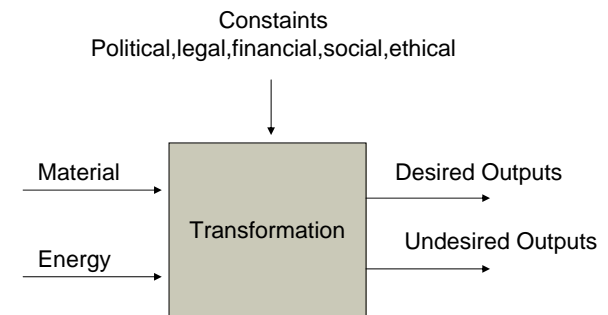 Constaints
Political,legal,financial,social,ethical
Material
Desired Outputs
Transformation
Undesired Outputs
Energy